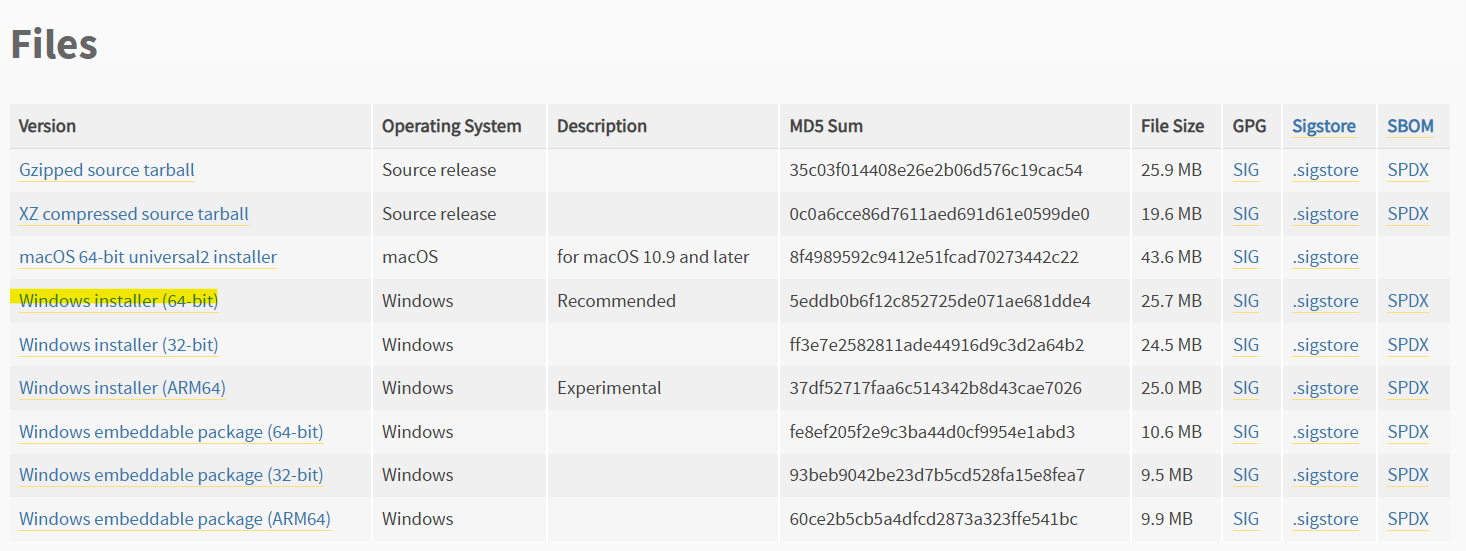 Files
Version Operating System Description MD5 Sum File Size GPG Sigstore SBOM
Gzipped source tarball Source release 35c03f014408e26e2b06d576c19cac54 25.9 MB SIG .sigstore SPDX
XZ compressed source tarball Source release 0c0a6cce86d7611aed691d61e0599de0 19.6 MB SIG .sigstore SPDX
macOS 64-bit universal2 installer macOS for macOS 10.9 and later 8f4989592c9412e51fcad70273442c22 43.6 MB SIG .sigstore
Windows installer (64-bit) Windows Recommended 5eddb0b6f12c852725de071ae681dde4 25.7 MB SIG .sigstore SPDX
Windows installer (32-bit) Windows ff3e7e2582811ade44916d9c3d2a64b2 24.5 MB SIG .sigstore SPDX
Windows installer (ARM64) Windows Experimental 37df52717faa6c514342b8d43cae7026 25.0 MB SIG .sigstore SPDX
Windows embeddable package (64-bit) Windows fe8ef205f2e9c3ba44d0cf9954e1abd3 10.6 MB SIG .sigstore SPDX
Windows embeddable package (32-bit) Windows 93beb9042be23d7b5cd528fa15e8fea7 9.5 MB SIG .sigstore SPDX
Windows embeddable package (ARM64) Windows 60ce2b5cb5a4dfcd2873a323ffe541bc 9.9 MB SIG .sigstore SPDX